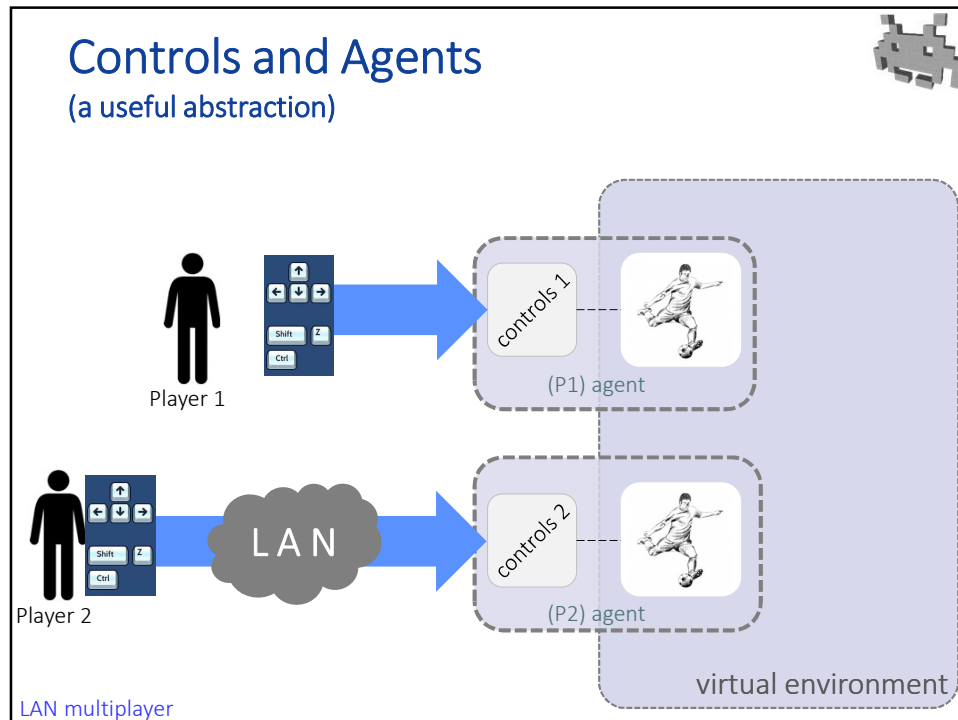 Controls and Agents
(a useful abstraction)
↑
← ↓ →
Shift Z
Ctrl
Player 1
controls 1
(P1) agent
↑
← ↓ →
Shift Z
Ctrl
Player 2
LAN
controls 2
(P2) agent
virtual environment
LAN multiplayer